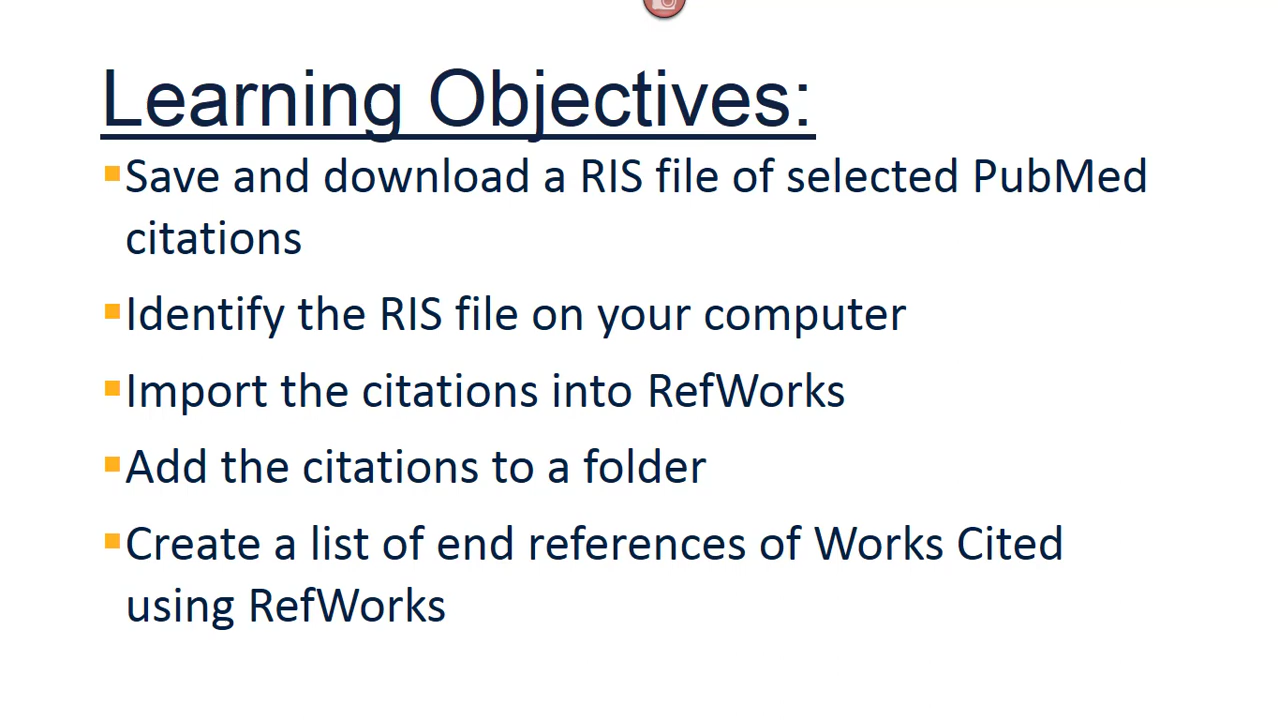 Learning Objectives:
▪Save and download a RIS file of selected PubMed
citations
▪Identify the RIS file on your computer
▪Import the citations into RefWorks
▪Add the citations to a folder
▪Create a list of end references of Works Cited
using RefWorks